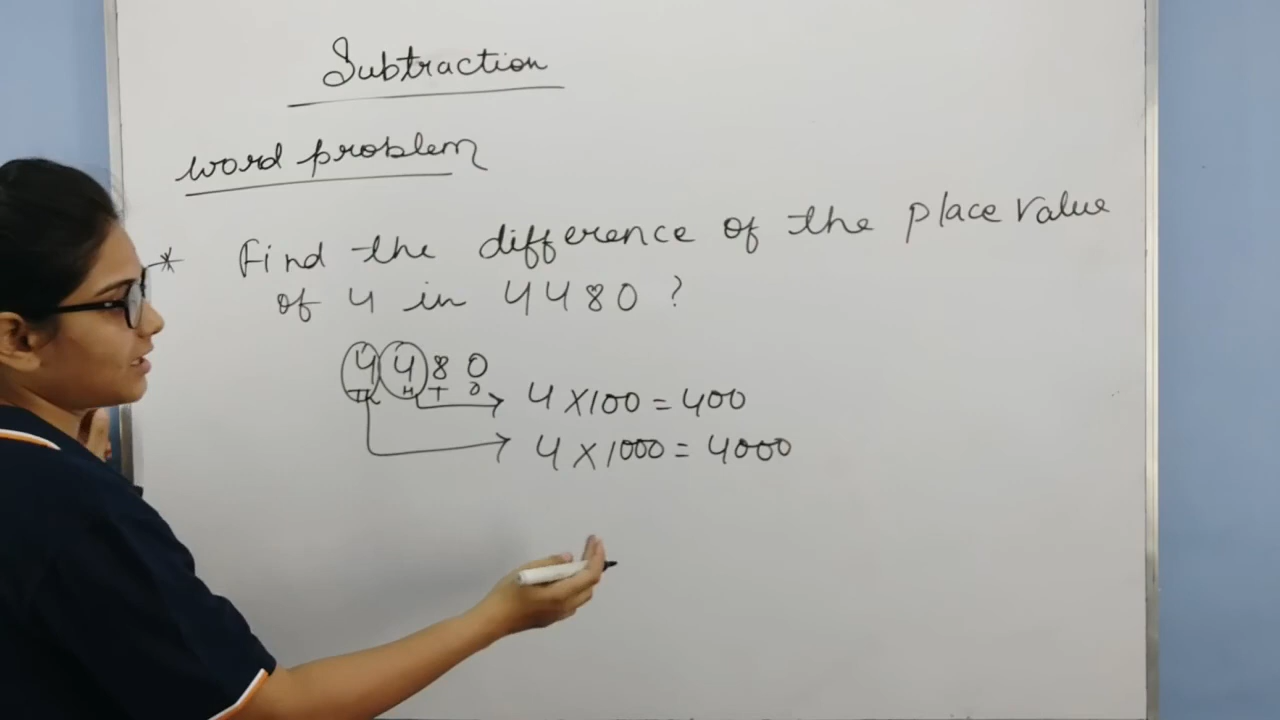 Subtraction
word problem
* Find the difference of the place value
of 4 in 4480 ?
4 4 8 0
Th H T O
4 X 100 = 400
4 X 1000 = 4000